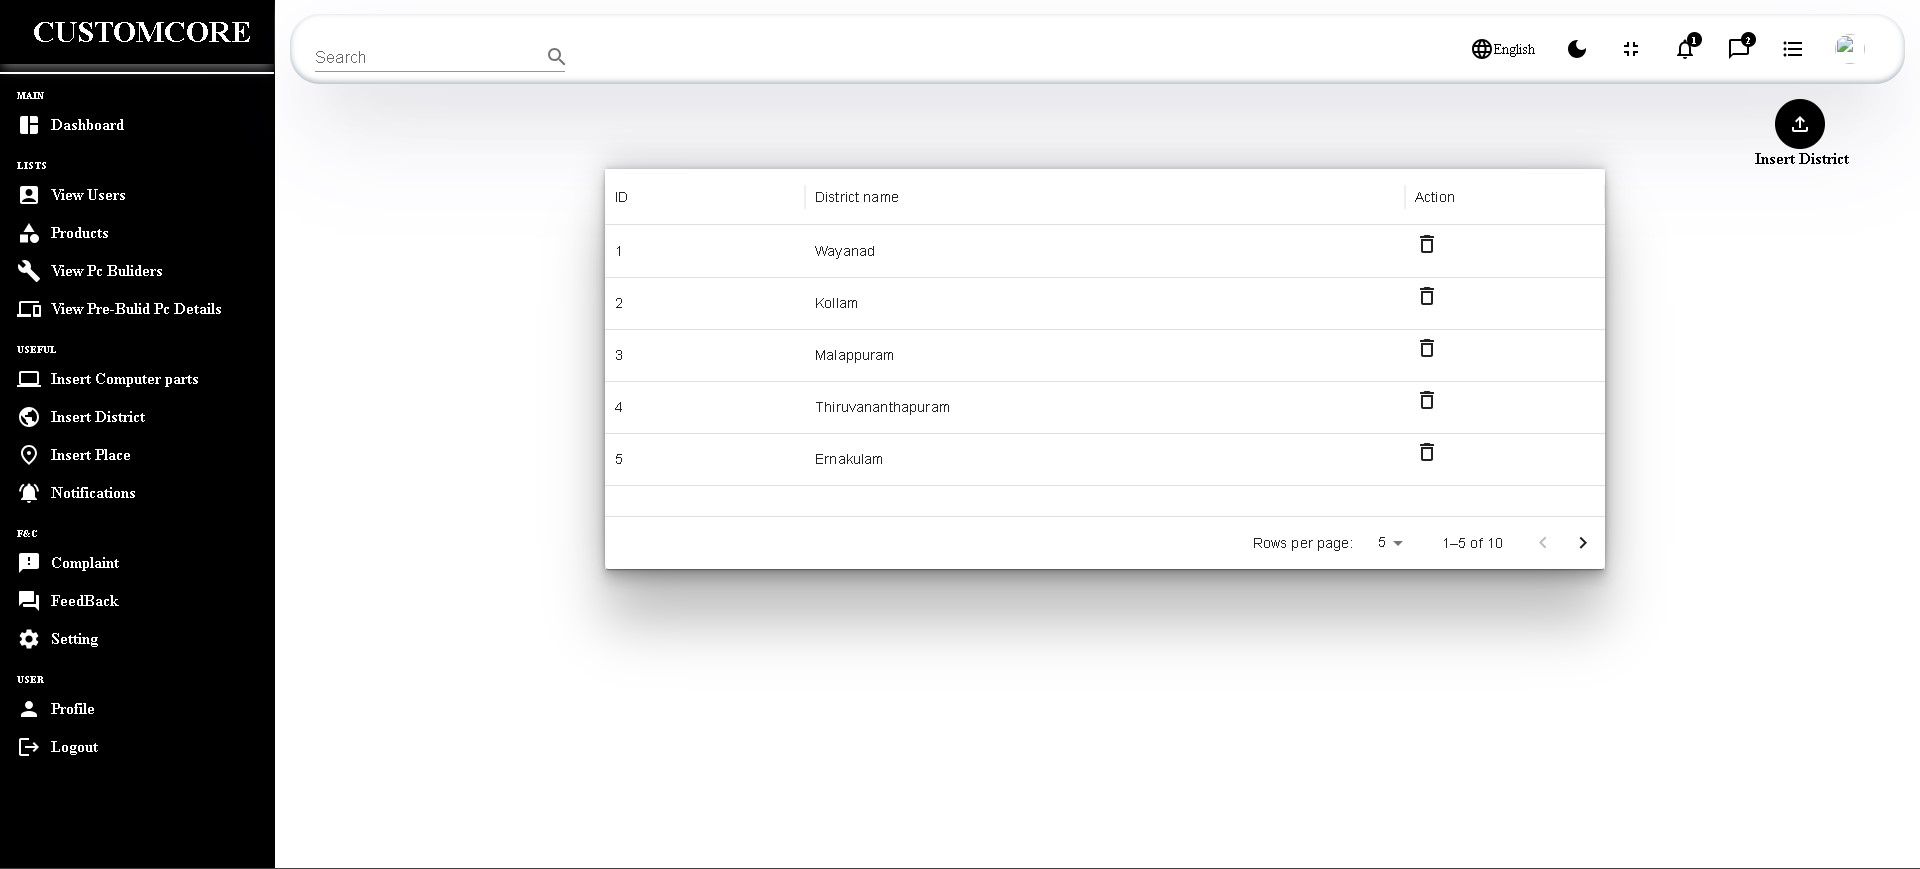 CUSTOMCORE
MAIN
Dashboard
LISTS
View Users
Products
View Pc Buliders
View Pre-Bulid Pc Details
USEFUL
Insert Computer parts
Insert District
Insert Place
Notifications
F&C
Complaint
FeedBack
Setting
USER
Profile
Logout
Search
English
1
2
Insert District
ID District name Action
1 Wayanad
2 Kollam
3 Malappuram
4 Thiruvananthapuram
5 Ernakulam
Rows per page: 5 1–5 of 10